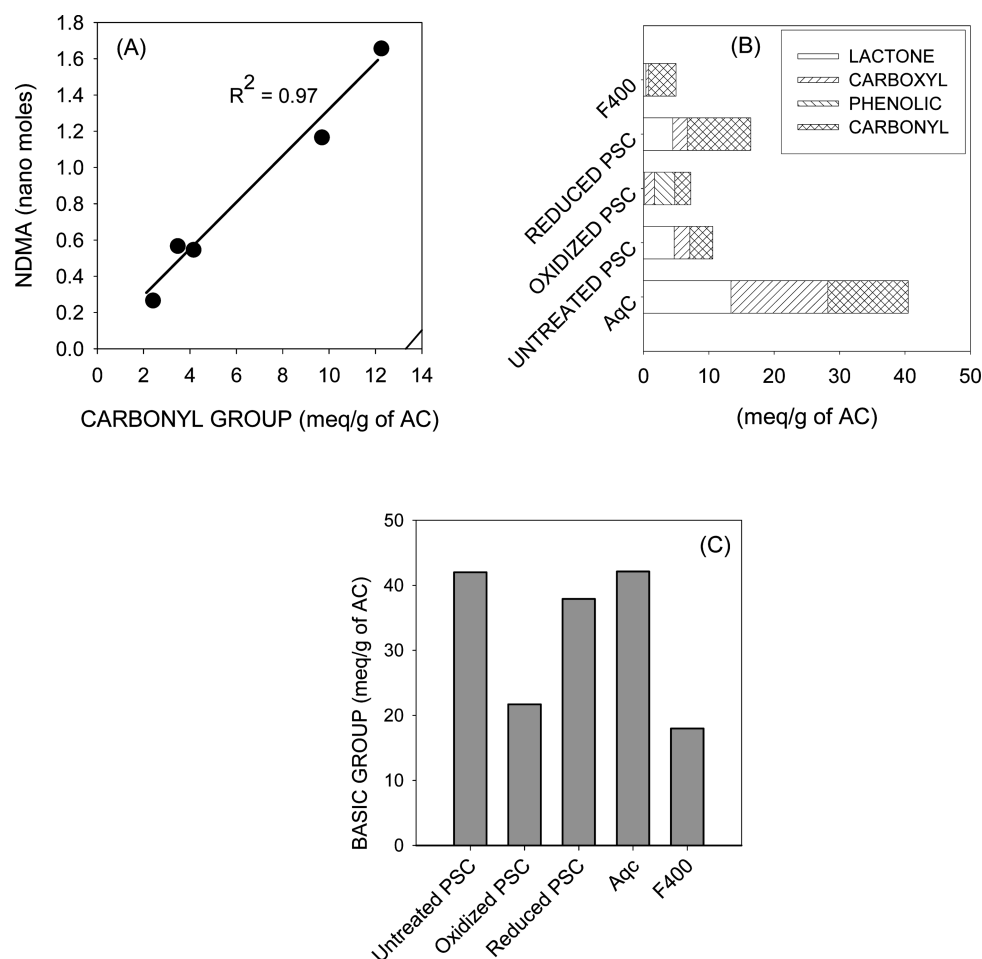 (A)
R2 = 0.97
NDMA (nano moles)
1.8
1.6
1.4
1.2
1.0
0.8
0.6
0.4
0.2
0.0
0 2 4 6 8 10 12 14
CARBONYL GROUP (meq/g of AC)
(B)
LACTONE
CARBOXYL
PHENOLIC
CARBONYL
F400
REDUCED PSC
OXIDIZED PSC
UNTREATED PSC
AqC
0 10 20 30 40 50
(meq/g of AC)
(C)
BASIC GROUP (meq/g of AC)
50
40
30
20
10
0
Untreated PSC
Oxidized PSC
Reduced PSC
Aqc
F400